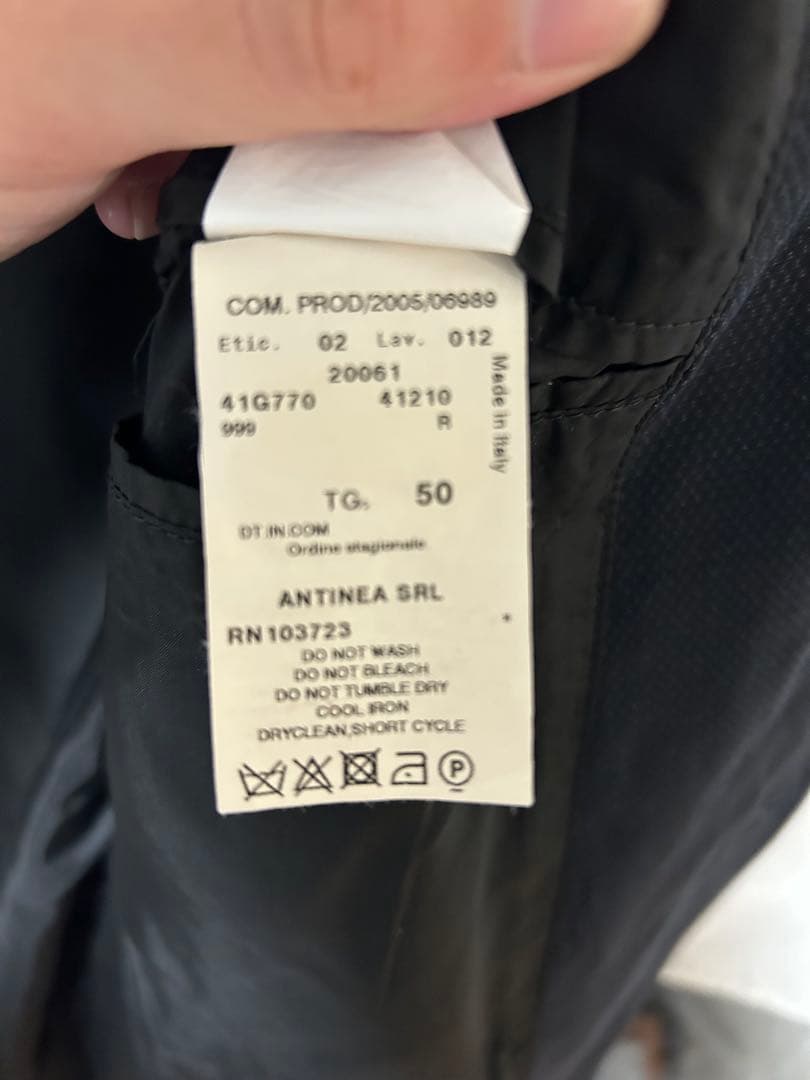 COM. PROD/2005/06989
Etic. 02 Lav. 012
20061
41G770 41210
999 R
Made in Italy
TG. 50
DT.IN.COM
Ordine stagionale
ANTINEA SRL
RN103723
DO NOT WASH
DO NOT BLEACH
DO NOT TUMBLE DRY
COOL IRON
DRYCLEAN,SHORT CYCLE
P